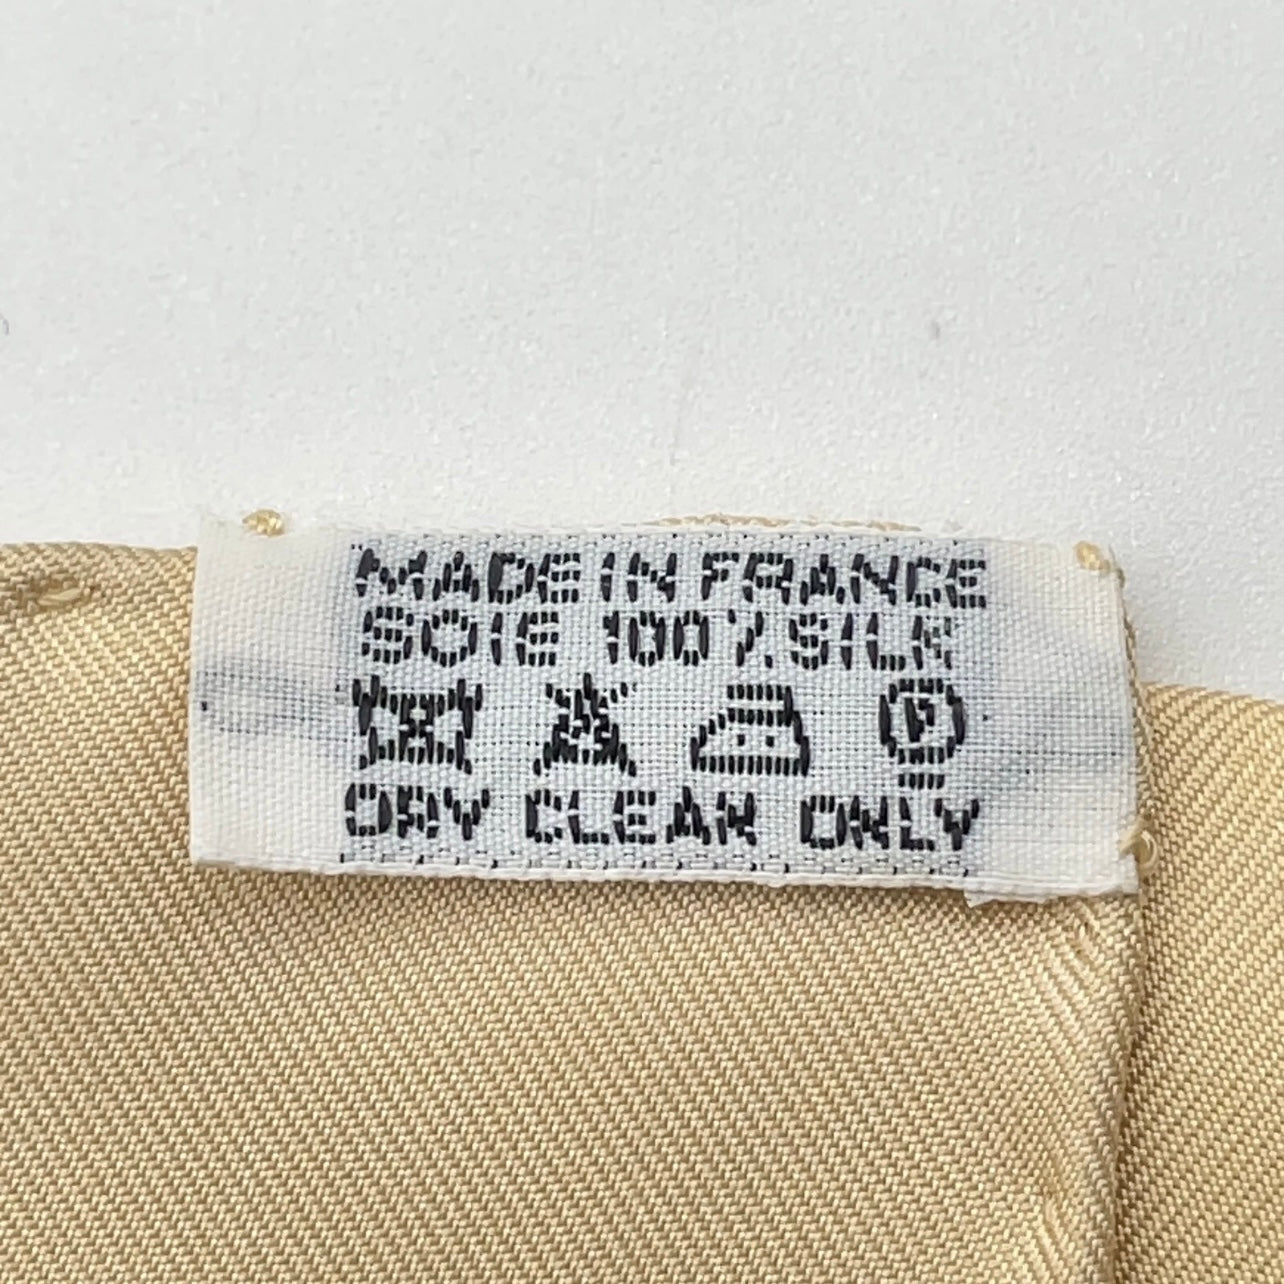 MADE IN FRANCE
SOIE 100% SILK
P
DRY CLEAN ONLY